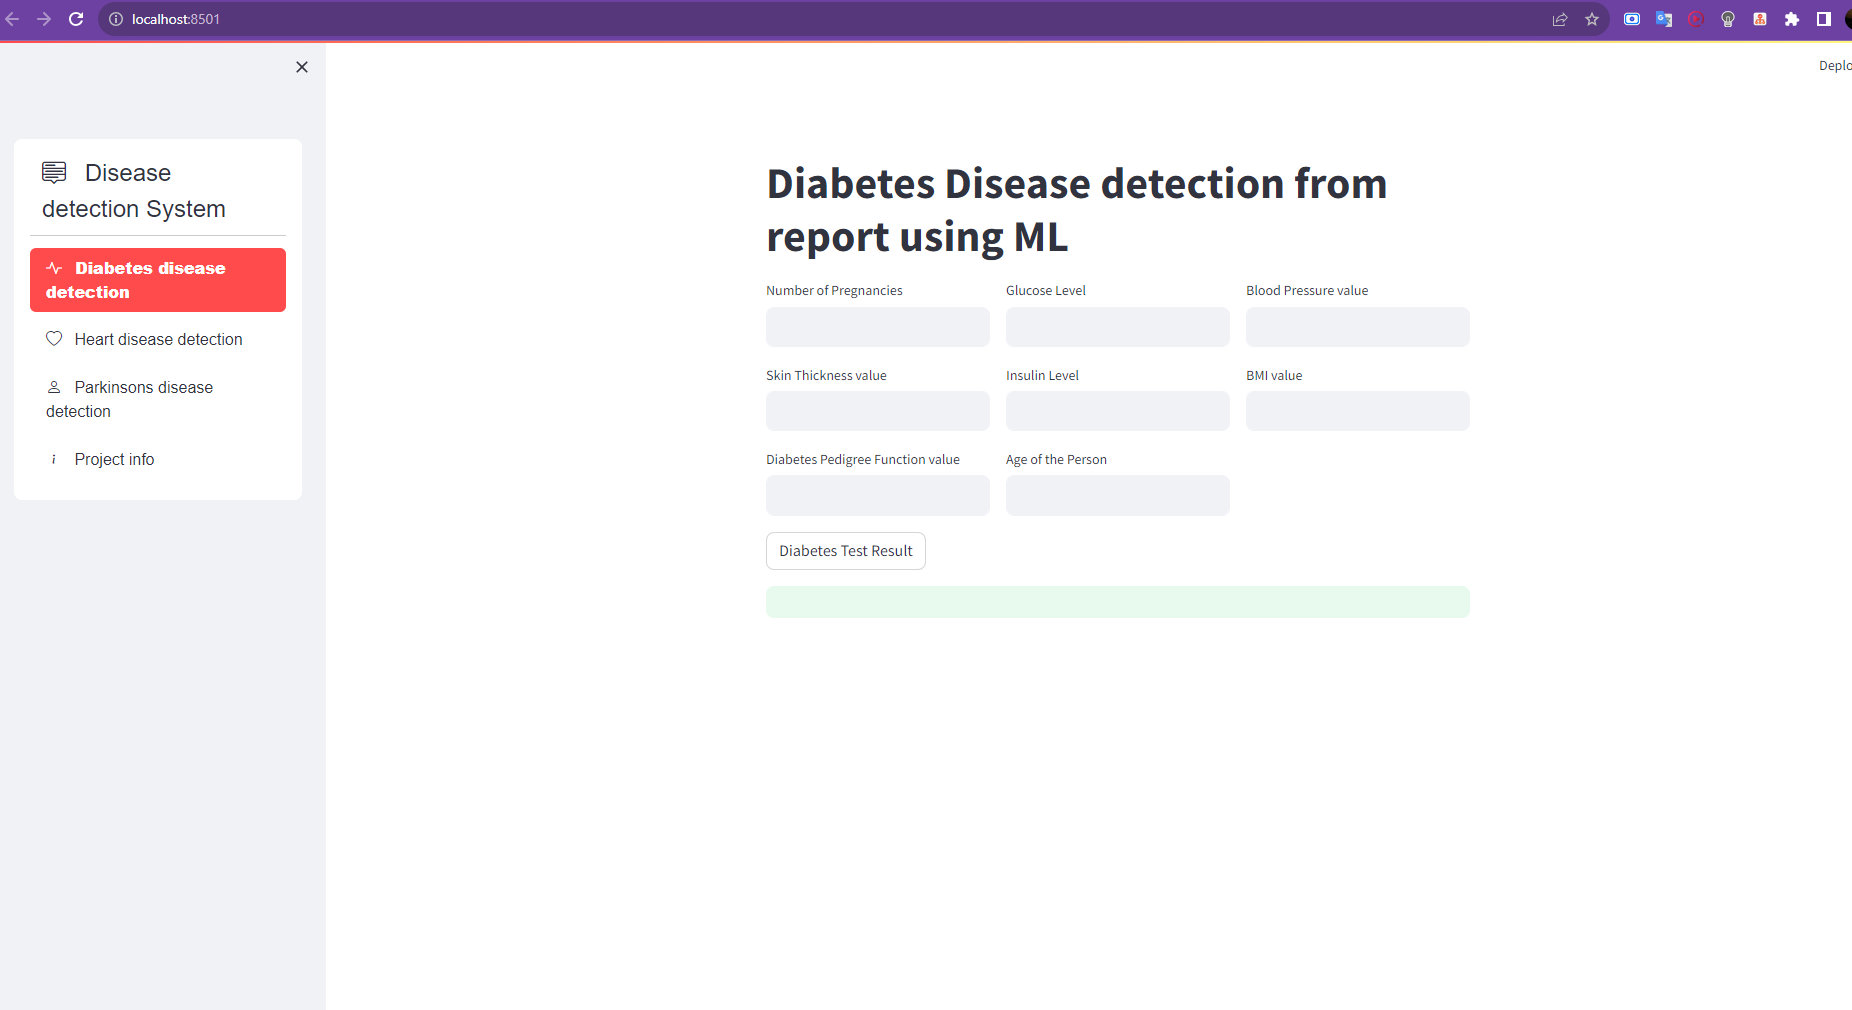 localhost:8501
Deplo
Disease
detection System
Diabetes disease
detection
Heart disease detection
Parkinsons disease
detection
Project info
Diabetes Disease detection from
report using ML
Number of Pregnancies
Glucose Level
Blood Pressure value
Skin Thickness value
Insulin Level
BMI value
Diabetes Pedigree Function value
Age of the Person
Diabetes Test Result